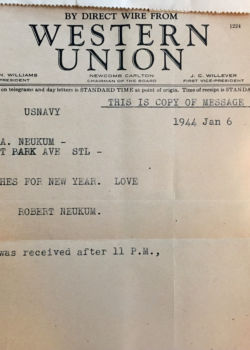 BY DIRECT WIRE FROM
1224
WESTERN
UNION
N. WILLIAMS
PRESIDENT
NEWCOMB CARLTON
CHAIRMAN OF THE BOARD
J. C. WILLEVER
FIRST VICE-PRESIDENT
on telegrams and day letters is STANDARD TIME at point of origin. Time of receipt is STANDARD
THIS IS COPY OF MESSAGE
USNAVY
1944 Jan 6
A. NEUKUM -
T PARK AVE STL -
HES FOR NEW YEAR. LOVE
ROBERT NEUKUM.
was received after 11 P.M.,